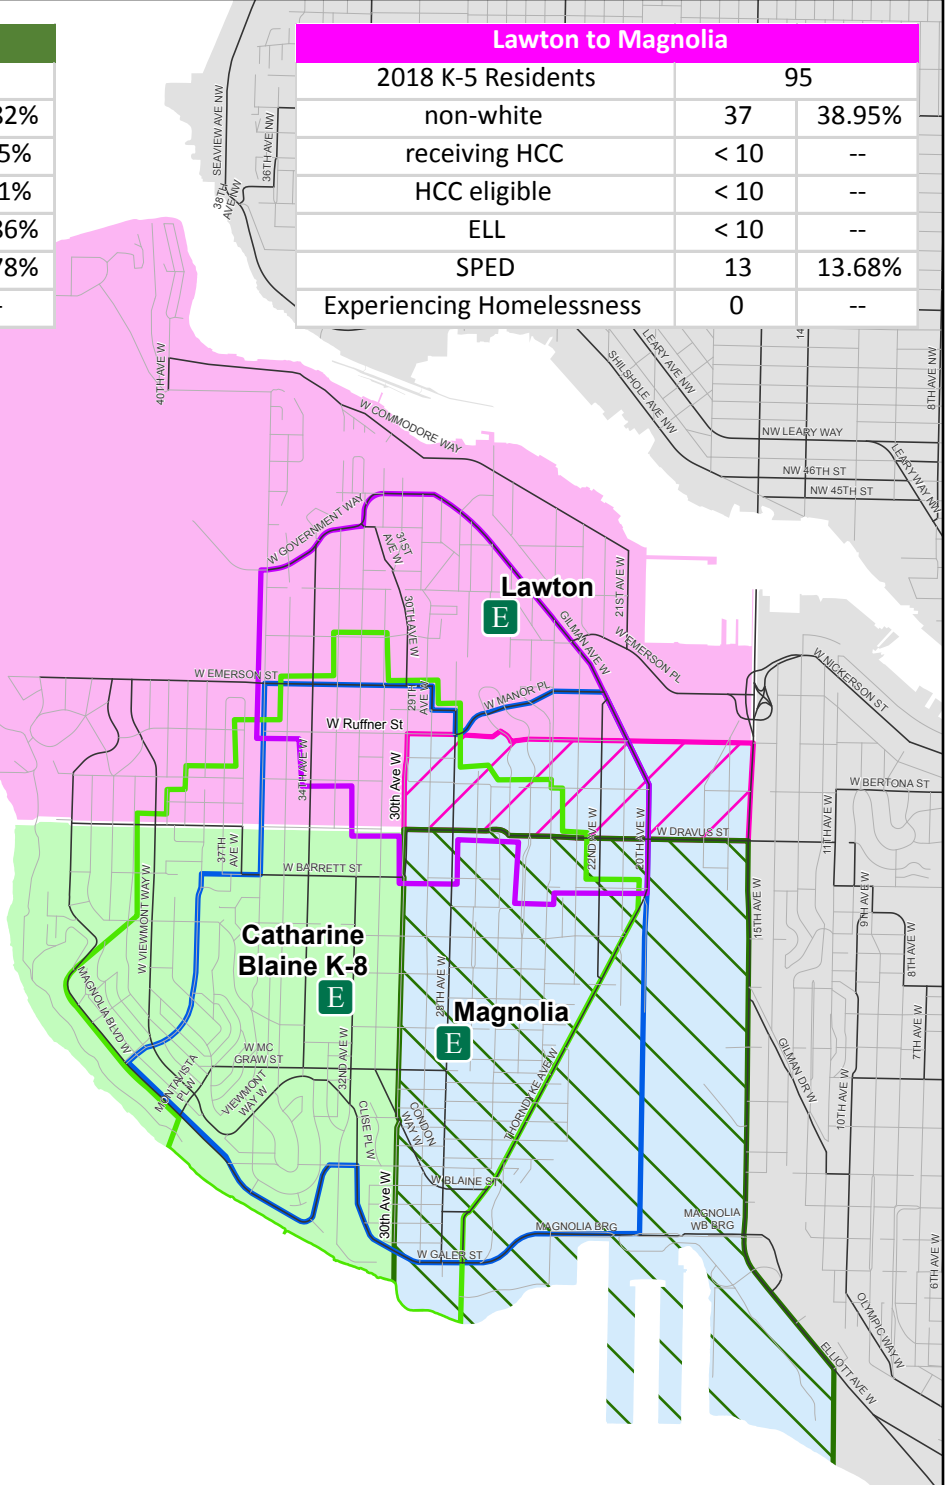 Lawton to Magnolia
2018 K-5 Residents 95
non-white 37 38.95%
receiving HCC < 10 --
HCC eligible < 10 --
ELL < 10 --
SPED 13 13.68%
Experiencing Homelessness 0 --
SEAVIEW AVE NW
36TH AVE NW
38TH
AVE NW
40TH AVE W
W COMMODORE WAY
LEARY AVE NW
SHILSHOLE AVE NW
8TH AVE NW
NW LEARY WAY
LEARY WAY NW
NW 46TH ST
NW 45TH ST
W GOVERNMENT WAY
31ST
AVE W
30TH AVE W
Lawton
E
21ST AVE W
GILMAN AVE W
W EMERSON PL
W NICKERSON ST
W EMERSON ST
29TH
AVE W
W MANOR PL
W Ruffner St
34TH AVE W
30th Ave W
W BERTONA ST
22ND AVE W
20TH AVE W
W DRAVUS ST
11TH AVE W
37TH
AVE W
W BARRETT ST
W VIEWMONT WAY W
15TH AVE W
9TH AVE W
8TH AVE W
Catharine
Blaine K-8
E
28TH AVE W
Magnolia
E
MAGNOLIA BLVD W
7TH AVE W
W MC
GRAW ST
32ND AVE W
MONTAVISTA
PL W
VIEWMONT
WAY W
GILMAN DR W
10TH AVE W
THORNDYKE AVE W
CLISE PL W
CONDON
WAY W
W BLAINE ST
30th Ave W
MAGNOLIA BRG
MAGNOLIA
WB BRG
W GALER ST
6TH AVE W
OLYMPIC WAY W
ELLIOTT AVE W